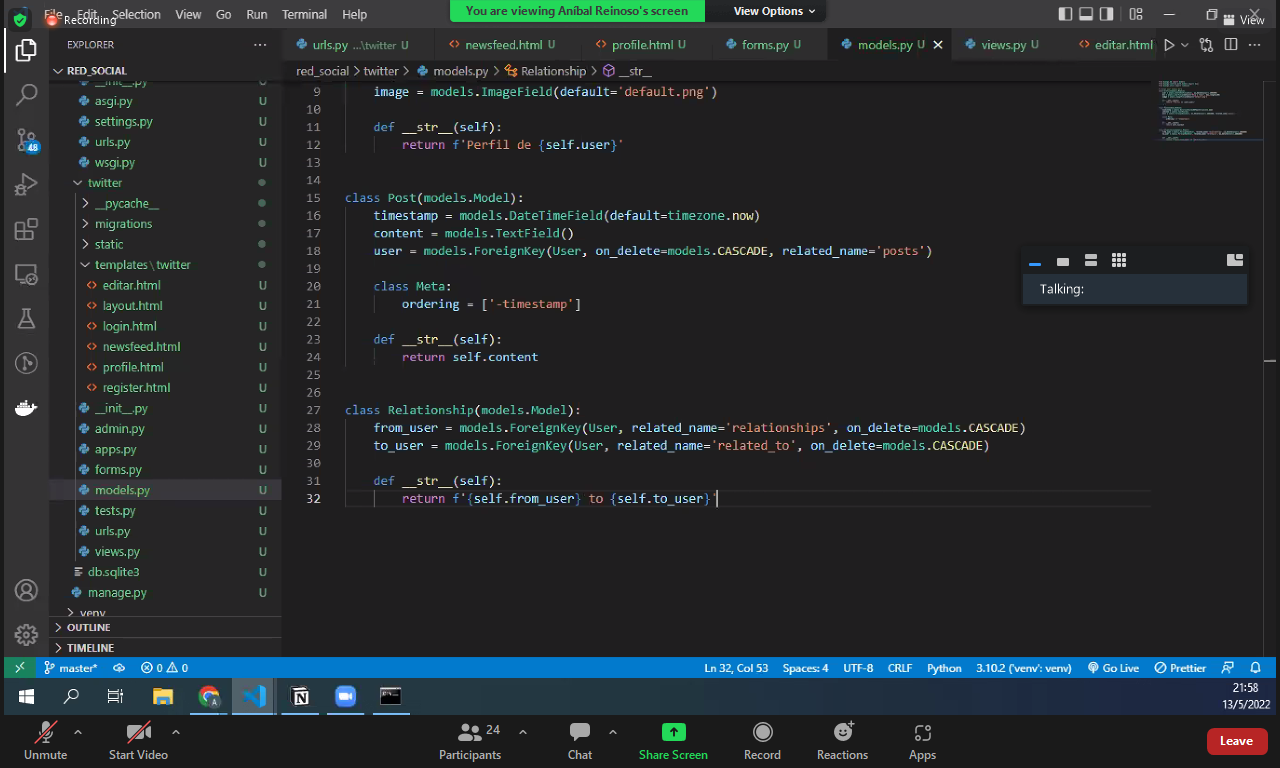 File Edit Selection View Go Run Terminal Help
Recording
You are viewing Anibal Reinoso's screen
View Options
View
EXPLORER
RED_SOCIAL
__init__.py U
asgi.py U
settings.py U
urls.py U
wsgi.py U
twitter
__pycache__
migrations
static
templates\twitter
editar.html U
layout.html U
login.html U
newsfeed.html U
profile.html U
register.html U
__init__.py U
admin.py U
apps.py U
forms.py U
models.py U
tests.py U
urls.py U
views.py U
db.sqlite3 U
manage.py U
venv
OUTLINE
TIMELINE
48
urls.py ...\twitter U
newsfeed.html U
profile.html U
forms.py U
models.py U
views.py U
editar.html
red_social > twitter > models.py > Relationship > __str__
9 image = models.ImageField(default='default.png')
10
11 def __str__(self):
12 return f'Perfil de {self.user}'
13
14
15 class Post(models.Model):
16 timestamp = models.DateTimeField(default=timezone.now)
17 content = models.TextField()
18 user = models.ForeignKey(User, on_delete=models.CASCADE, related_name='posts')
19
20 class Meta:
21 ordering = ['-timestamp']
22
23 def __str__(self):
24 return self.content
25
26
27 class Relationship(models.Model):
28 from_user = models.ForeignKey(User, related_name='relationships', on_delete=models.CASCADE)
29 to_user = models.ForeignKey(User, related_name='related_to', on_delete=models.CASCADE)
30
31 def __str__(self):
32 return f'{self.from_user} to {self.to_user}'
Talking:
master* 0 0 Ln 32, Col 53 Spaces: 4 UTF-8 CRLF Python 3.10.2 ('venv': venv) Go Live Prettier
21:58
13/5/2022
24
Unmute Start Video Participants Chat Share Screen Record Reactions Apps Leave